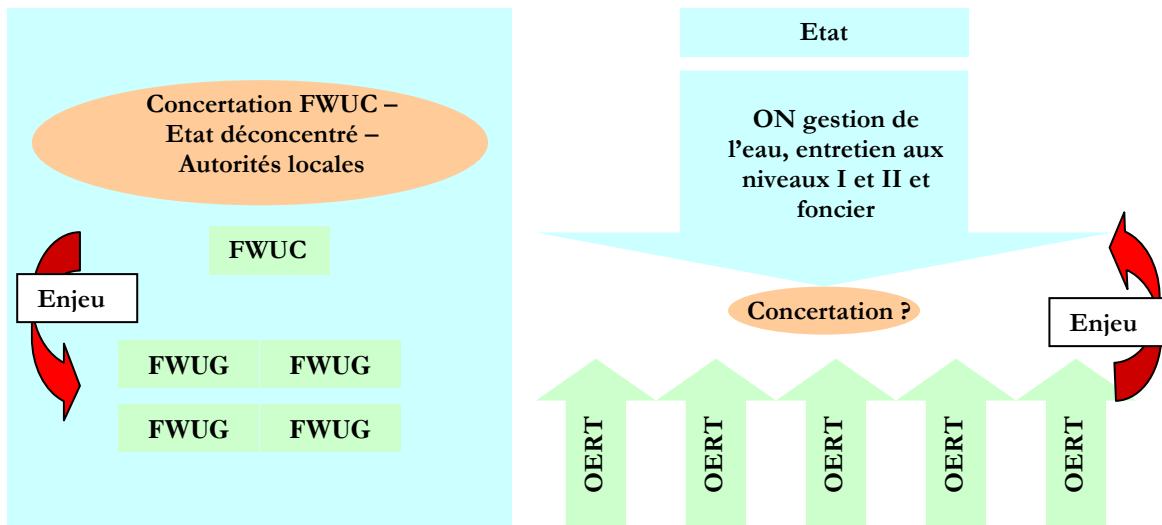 Concertation FWUC –
Etat déconcentré –
Autorités locales
FWUC
Enjeu
FWUG FWUG
FWUG FWUG
Etat
ON gestion de
l’eau, entretien aux
niveaux I et II et
foncier
Concertation ?
Enjeu
OERT OERT OERT OERT OERT